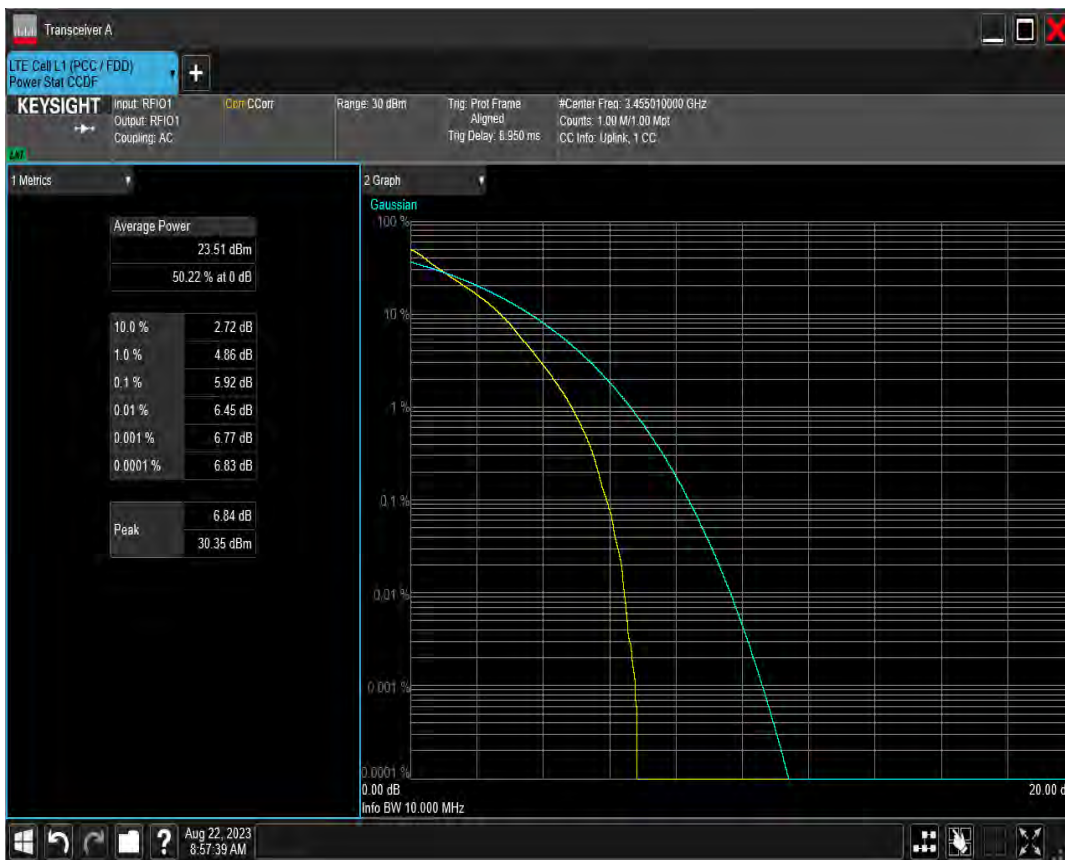 Transceiver A
LTE Cell L1 (PCC / FDD)
Power Stat CCDF
+
KEYSIGHT
Input: RFIO1
Output: RFIO1
Coupling: AC
Corr CCorr
Range: 30 dBm
Trig: Prot Frame
Aligned
Trig Delay: 8.950 ms
#Center Freq: 3.455010000 GHz
Counts: 1.00 M/1.00 Mpt
CC Info: Uplink, 1 CC
1 Metrics
Average Power
23.51 dBm
50.22 % at 0 dB
10.0 % 2.72 dB
1.0 % 4.86 dB
0.1 % 5.92 dB
0.01 % 6.45 dB
0.001 % 6.77 dB
0.0001 % 6.83 dB
Peak
6.84 dB
30.35 dBm
2 Graph
Gaussian
100 %
10 %
1 %
0.1 %
0.01 %
0.001 %
0.0001 %
0.00 dB
20.00 d
Info BW 10.000 MHz
?
Aug 22, 2023
8:57:39 AM